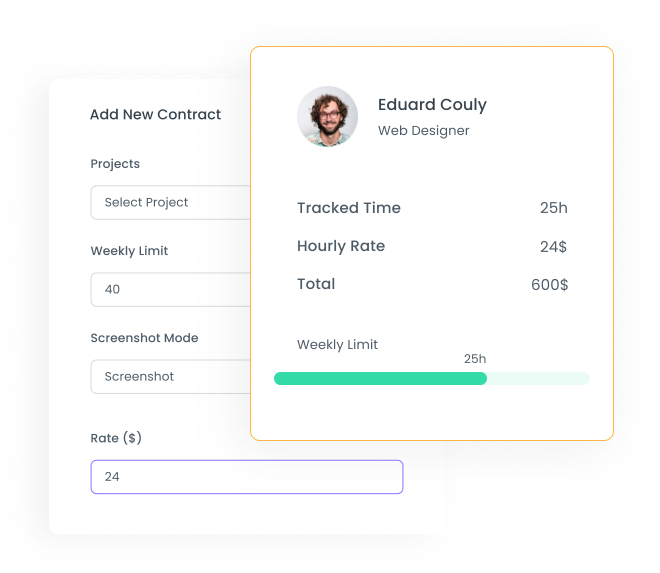 Add New Contract
Projects
Select Project
Weekly Limit
40
Screenshot Mode
Screenshot
Rate ($)
24
Eduard Couly
Web Designer
Tracked Time 25h
Hourly Rate 24$
Total 600$
Weekly Limit
25h